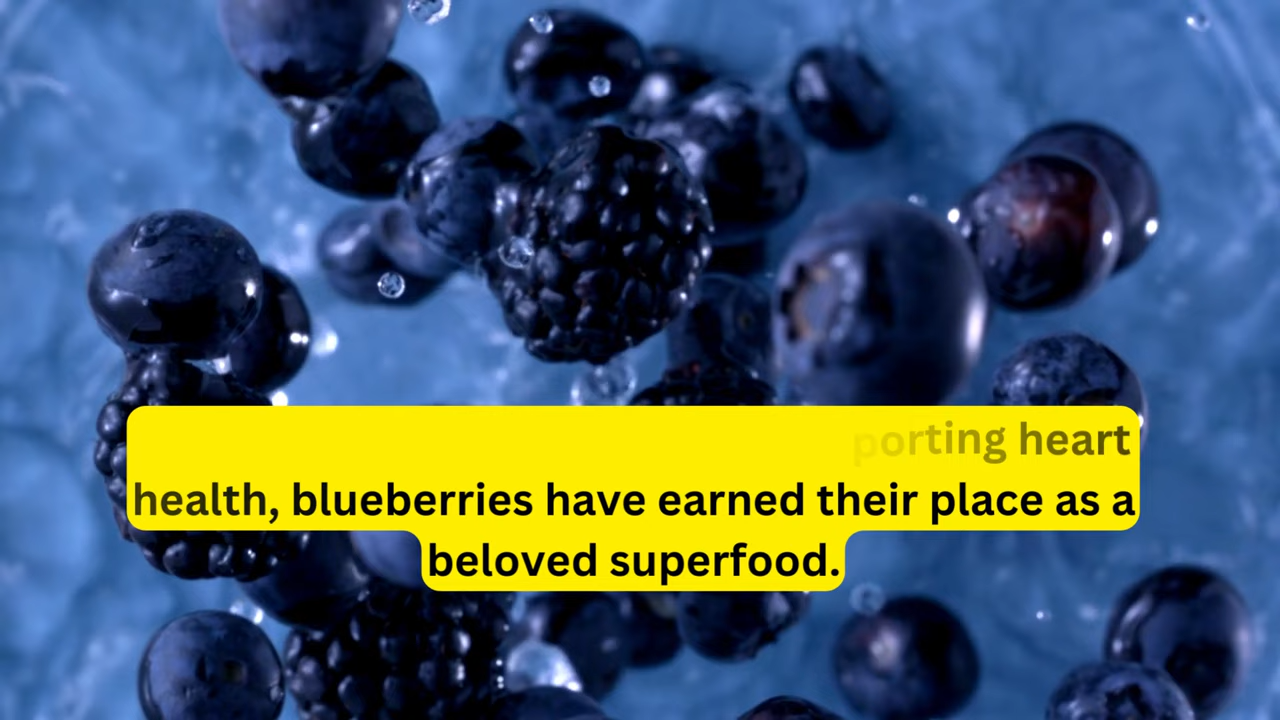 porting heart
health, blueberries have earned their place as a
beloved superfood.